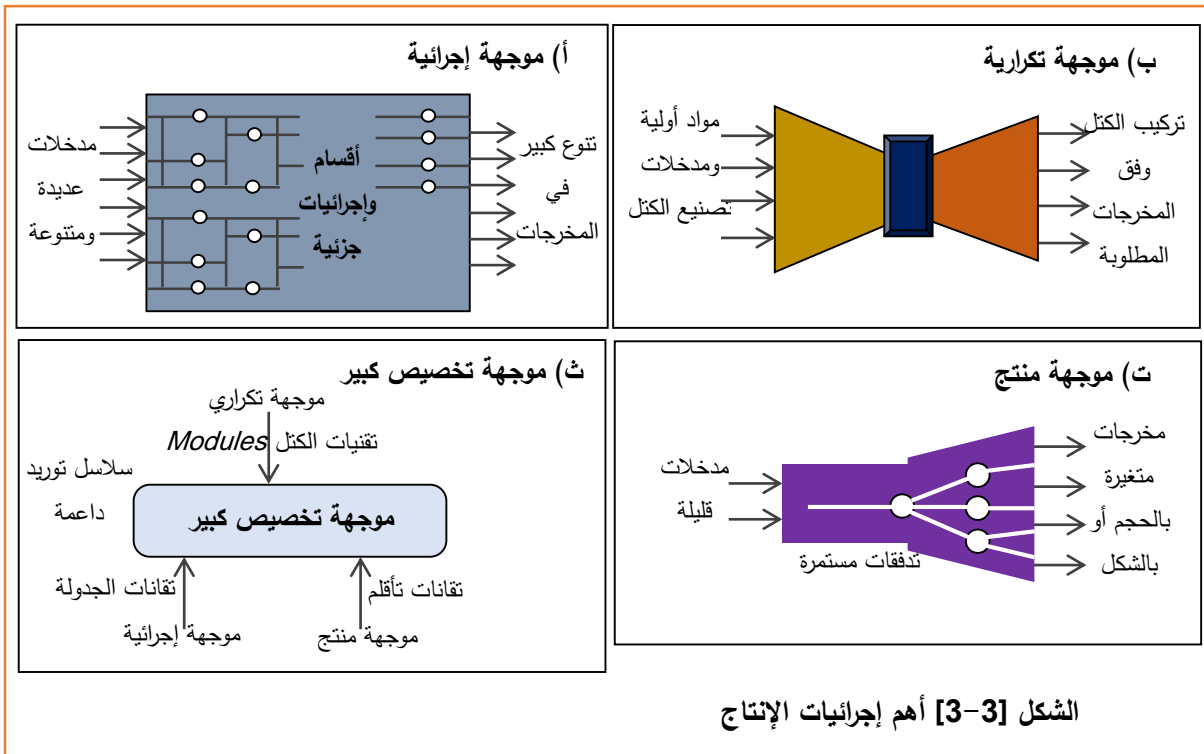 أ) موجهة إجرائية
مدخلات
عديدة
ومتنوعة
أقسام
وإجرائيات
جزئية
تنوع كبير
في
المخرجات
ب) موجهة تكرارية
مواد أولية
ومدخلات
تصنيع الكتل
تركيب الكتل
وفق
المخرجات
المطلوبة
ت) موجهة منتج
مدخلات
قليلة
تدفقات مستمرة
مخرجات
متغيرة
بالحجم أو
بالشكل
ث) موجهة تخصيص كبير
موجهة تكراري
تقنيات الكتل Modules
سلاسل توريد
داعمة
موجهة تخصيص كبير
تقانات الجدولة
موجهة إجرائية
تقانات تأقلم
موجهة منتج
الشكل [3-3] أهم إجرائيات الإنتاج